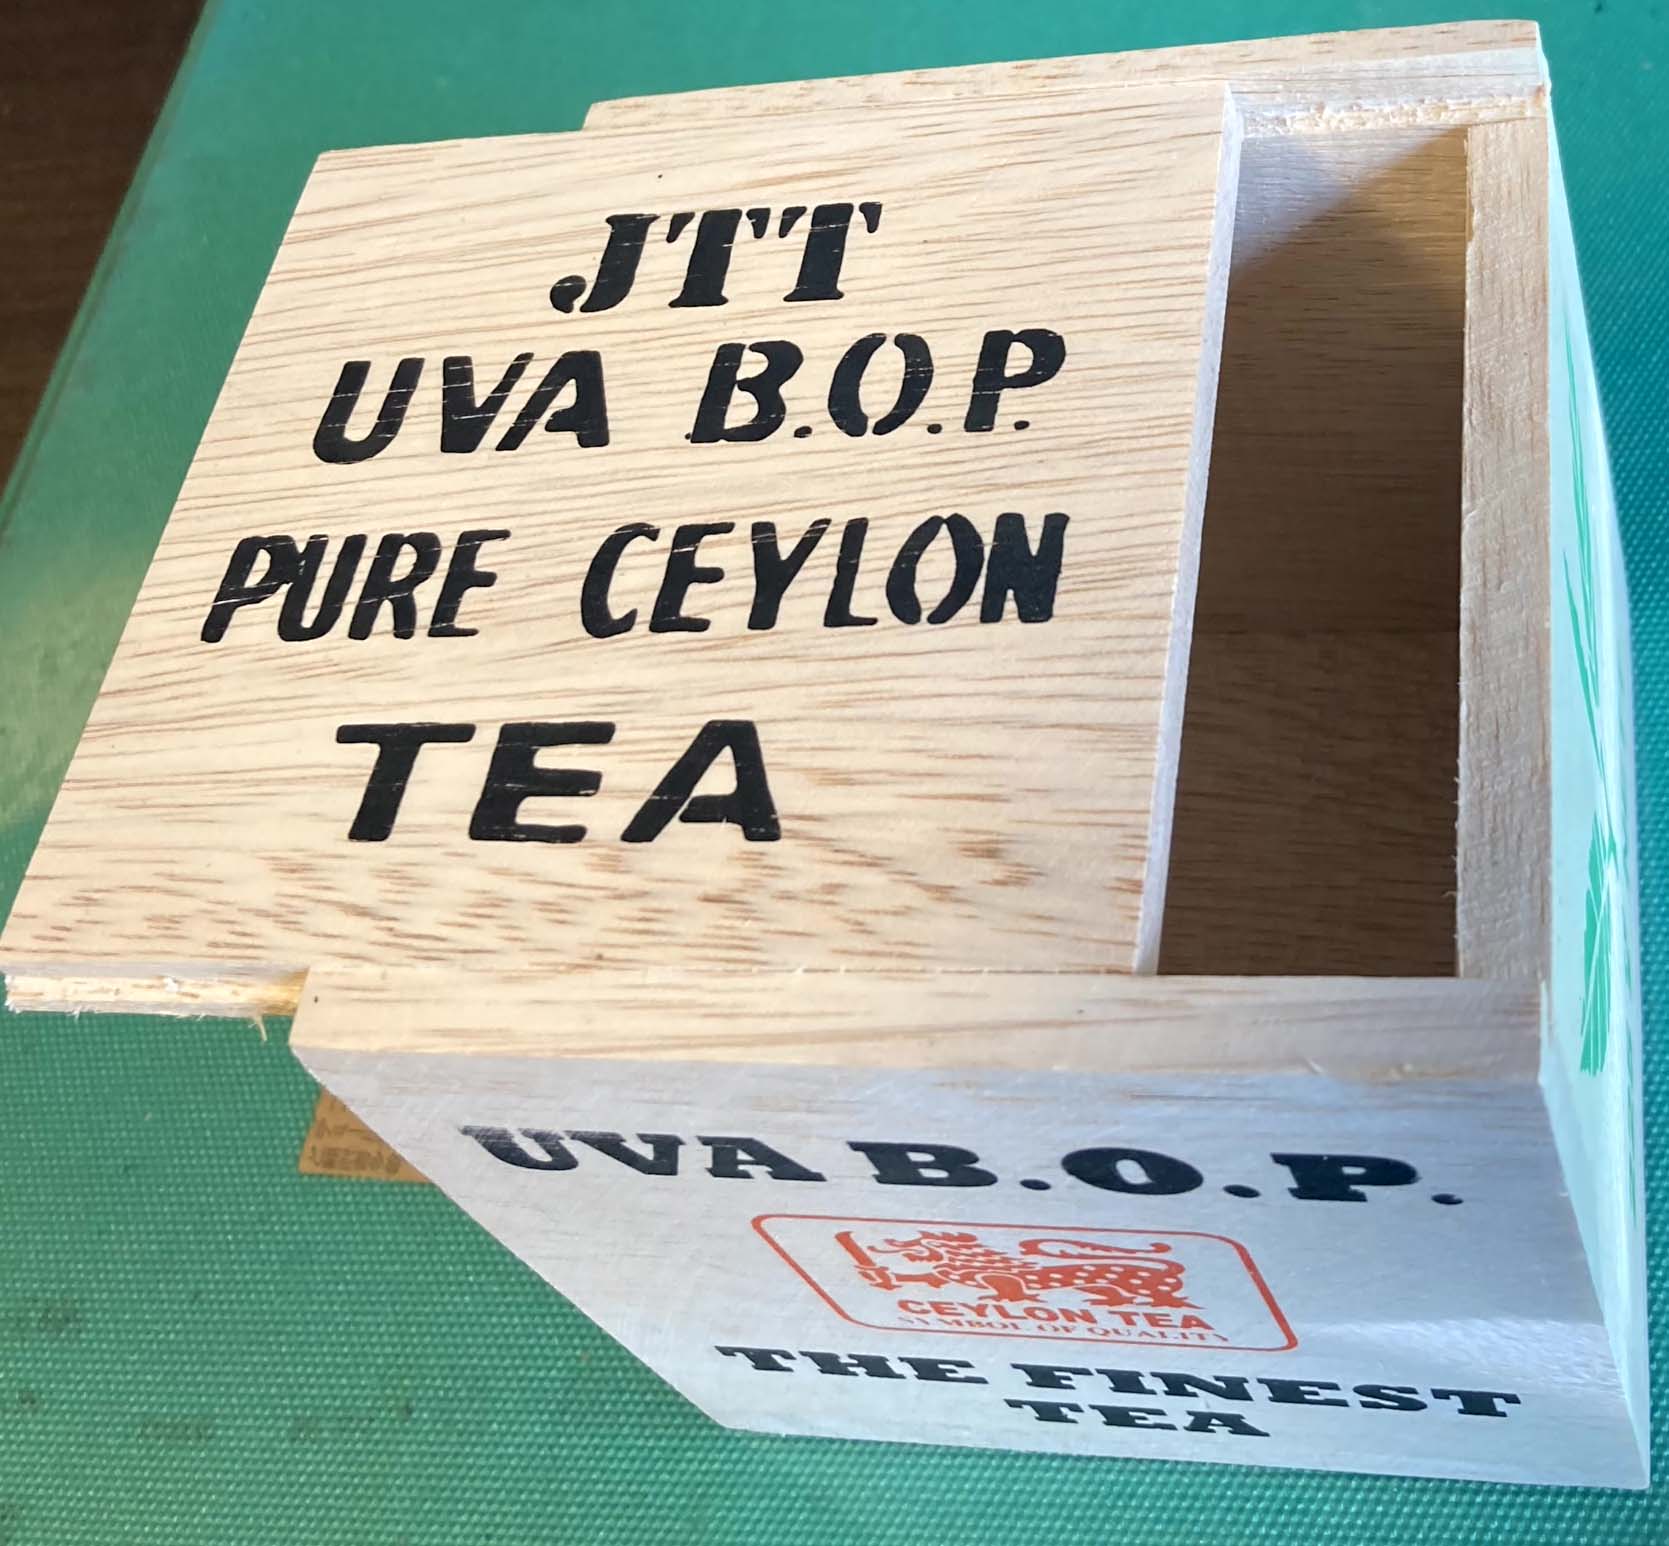 JTT
UVA B.O.P.
PURE CEYLON
TEA
UVA B.O.P.
CEYLON TEA
SYMBOL OF QUALITY
THE FINEST
TEA